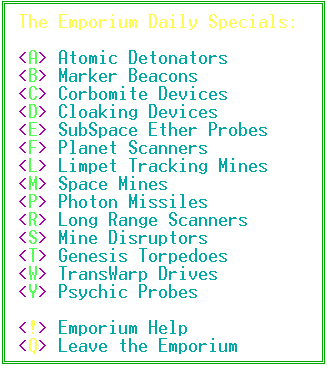 The Emporium Daily Specials:
<A> Atomic Detonators
<B> Marker Beacons
<C> Corbomite Devices
<D> Cloaking Devices
<E> SubSpace Ether Probes
<F> Planet Scanners
<L> Limpet Tracking Mines
<M> Space Mines
<P> Photon Missiles
<R> Long Range Scanners
<S> Mine Disruptors
<T> Genesis Torpedoes
<W> TransWarp Drives
<Y> Psychic Probes
<!> Emporium Help
<Q> Leave the Emporium